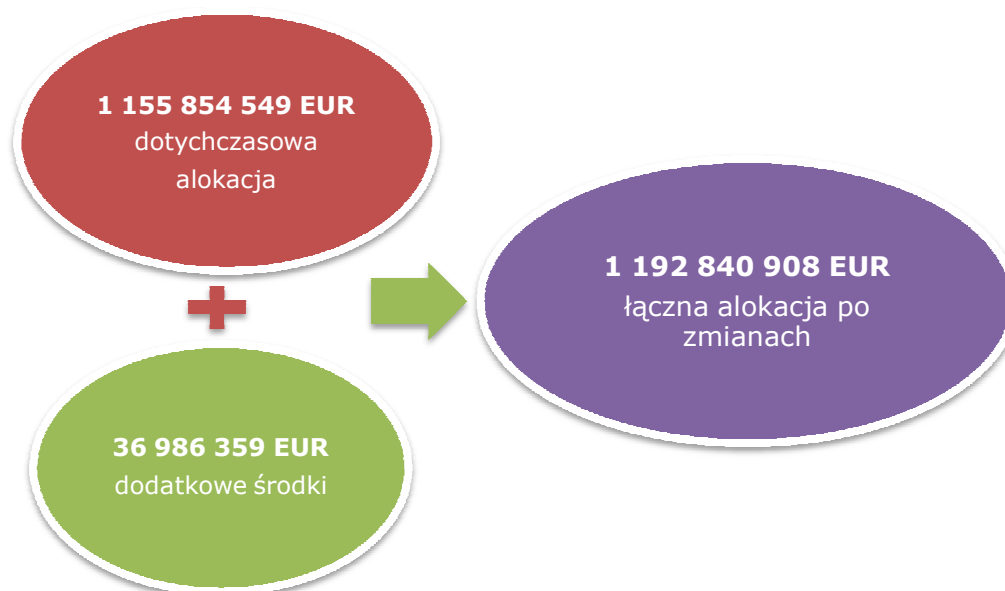 1 155 854 549 EUR
dotychczasowa
alokacja
36 986 359 EUR
dodatkowe środki
1 192 840 908 EUR
łączna alokacja po
zmianach